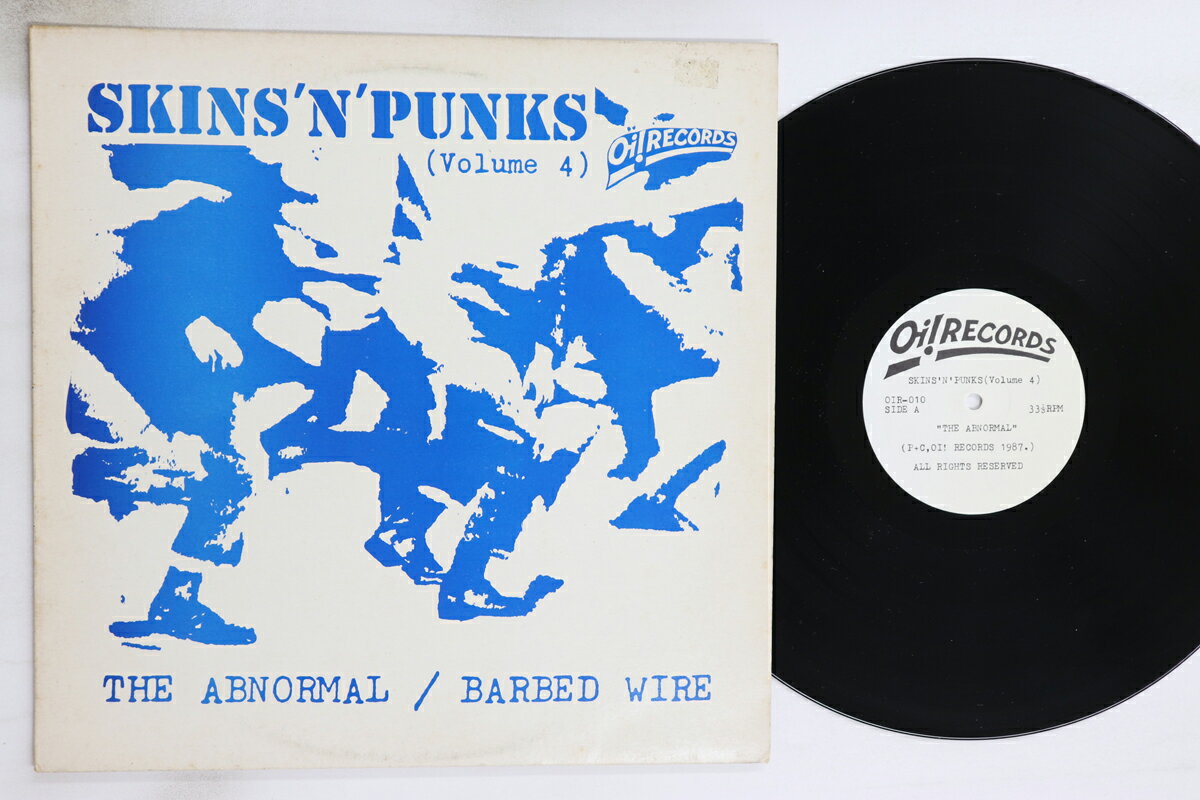 SKINS'N'PUNKS
(Volume 4)
Oi! RECORDS
THE ABNORMAL / BARBED WIRE
Oi! RECORDS
SKINS'N'PUNKS(Volume 4)
OIR-010
SIDE A 33⅓RPM
"THE ABNORMAL"
(P+C,OI! RECORDS 1987.)
ALL RIGHTS RESERVED